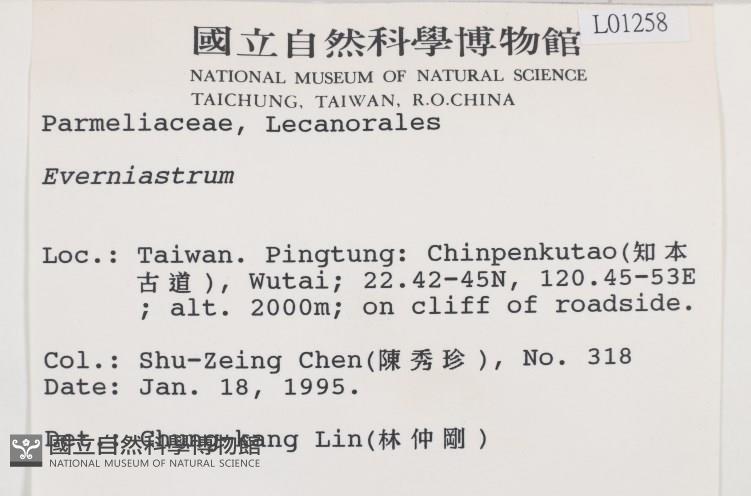 國立自然科學博物館
L01258
NATIONAL MUSEUM OF NATURAL SCIENCE
TAICHUNG, TAIWAN, R.O.CHINA
Parmeliaceae, Lecanorales
Everniastrum
Loc.: Taiwan. Pingtung: Chinpenkutao(知本
古道), Wutai; 22.42-45N, 120.45-53E
; alt. 2000m; on cliff of roadside.
Col.: Shu-Zeing Chen(陳秀珍), No. 318
Date: Jan. 18, 1995.
Det.: Chung-kang Lin(林仲剛)
國立自然科學博物館
NATIONAL MUSEUM OF NATURAL SCIENCE